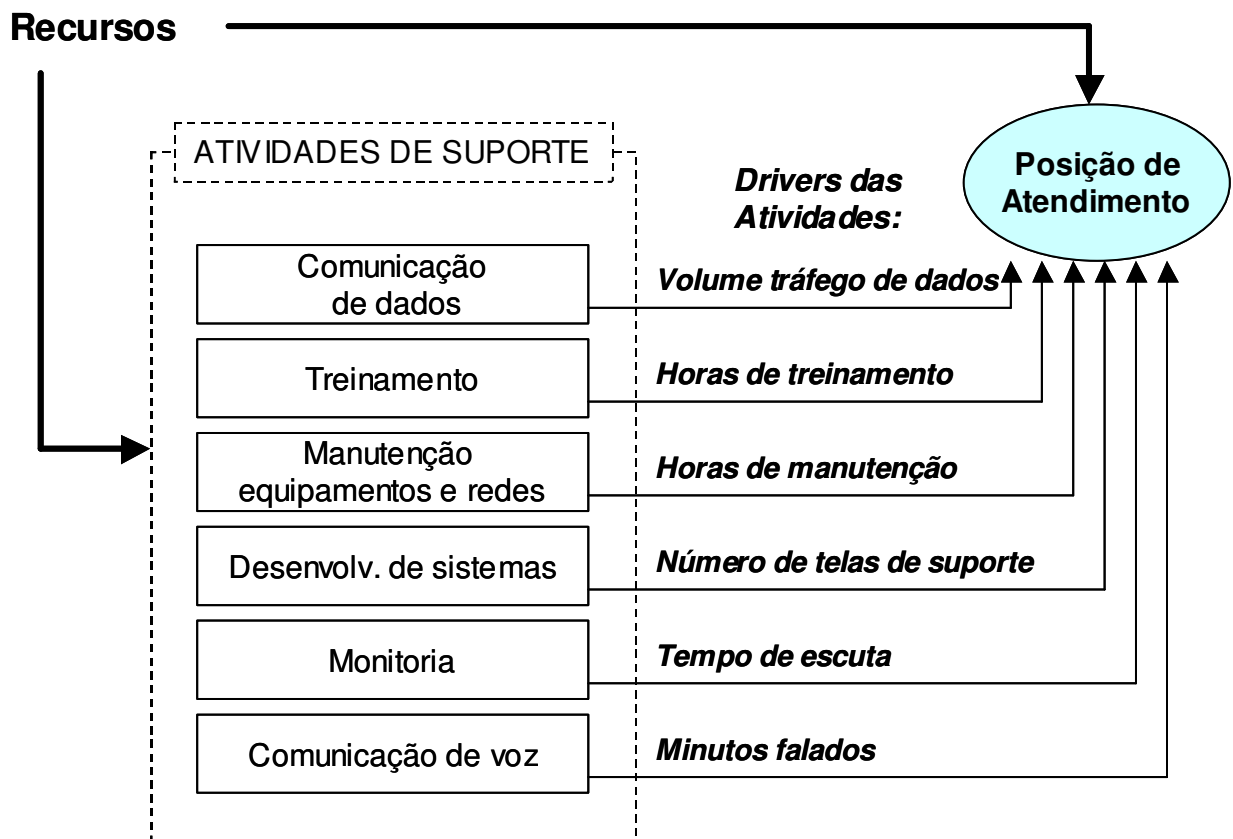 Recursos
ATIVIDADES DE SUPORTE
Drivers das
Atividades:
Posição de
Atendimento
Comunicação
de dados
Volume tráfego de dados
Treinamento
Horas de treinamento
Manutenção
equipamentos e redes
Horas de manutenção
Desenvolv. de sistemas
Número de telas de suporte
Monitoria
Tempo de escuta
Comunicação de voz
Minutos falados